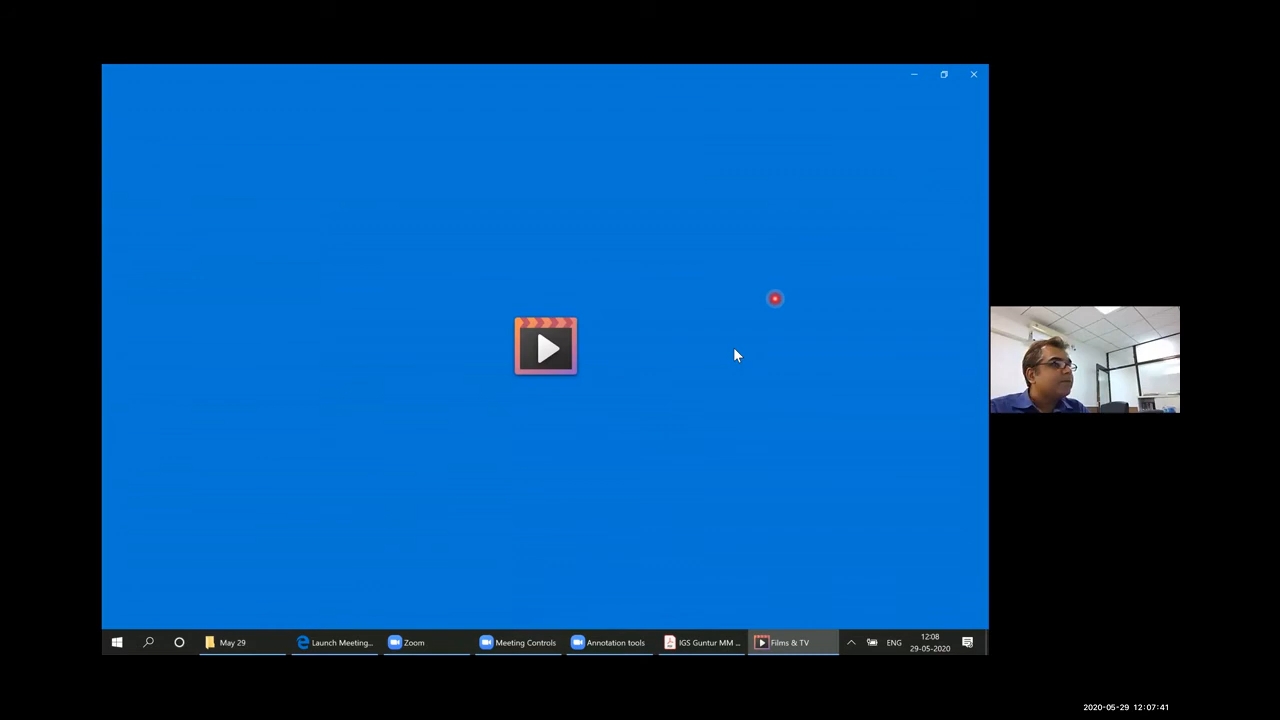 May 29
Launch Meeting...
Zoom
Meeting Controls
Annotation tools
IGS Guntur MM ...
Films & TV
ENG
12:08
29-05-2020
2020-05-29 12:07:41